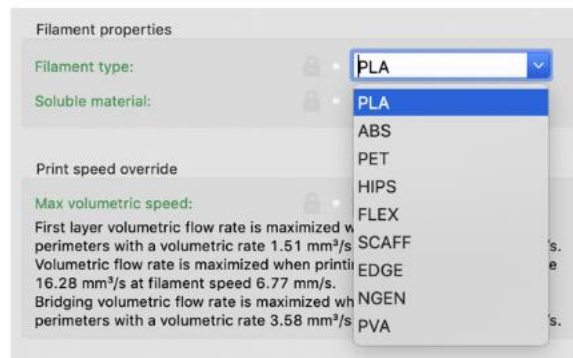 Filament properties
Filament type:
PLA
Soluble material:
PLA
ABS
PET
HIPS
FLEX
SCAFF
EDGE
NGEN
PVA
Print speed override
Max volumetric speed:
First layer volumetric flow rate is maximized w
perimeters with a volumetric rate 1.51 mm³/s s.
Volumetric flow rate is maximized when printi e
16.28 mm³/s at filament speed 6.77 mm/s.
Bridging volumetric flow rate is maximized wh
perimeters with a volumetric rate 3.58 mm³/s s.